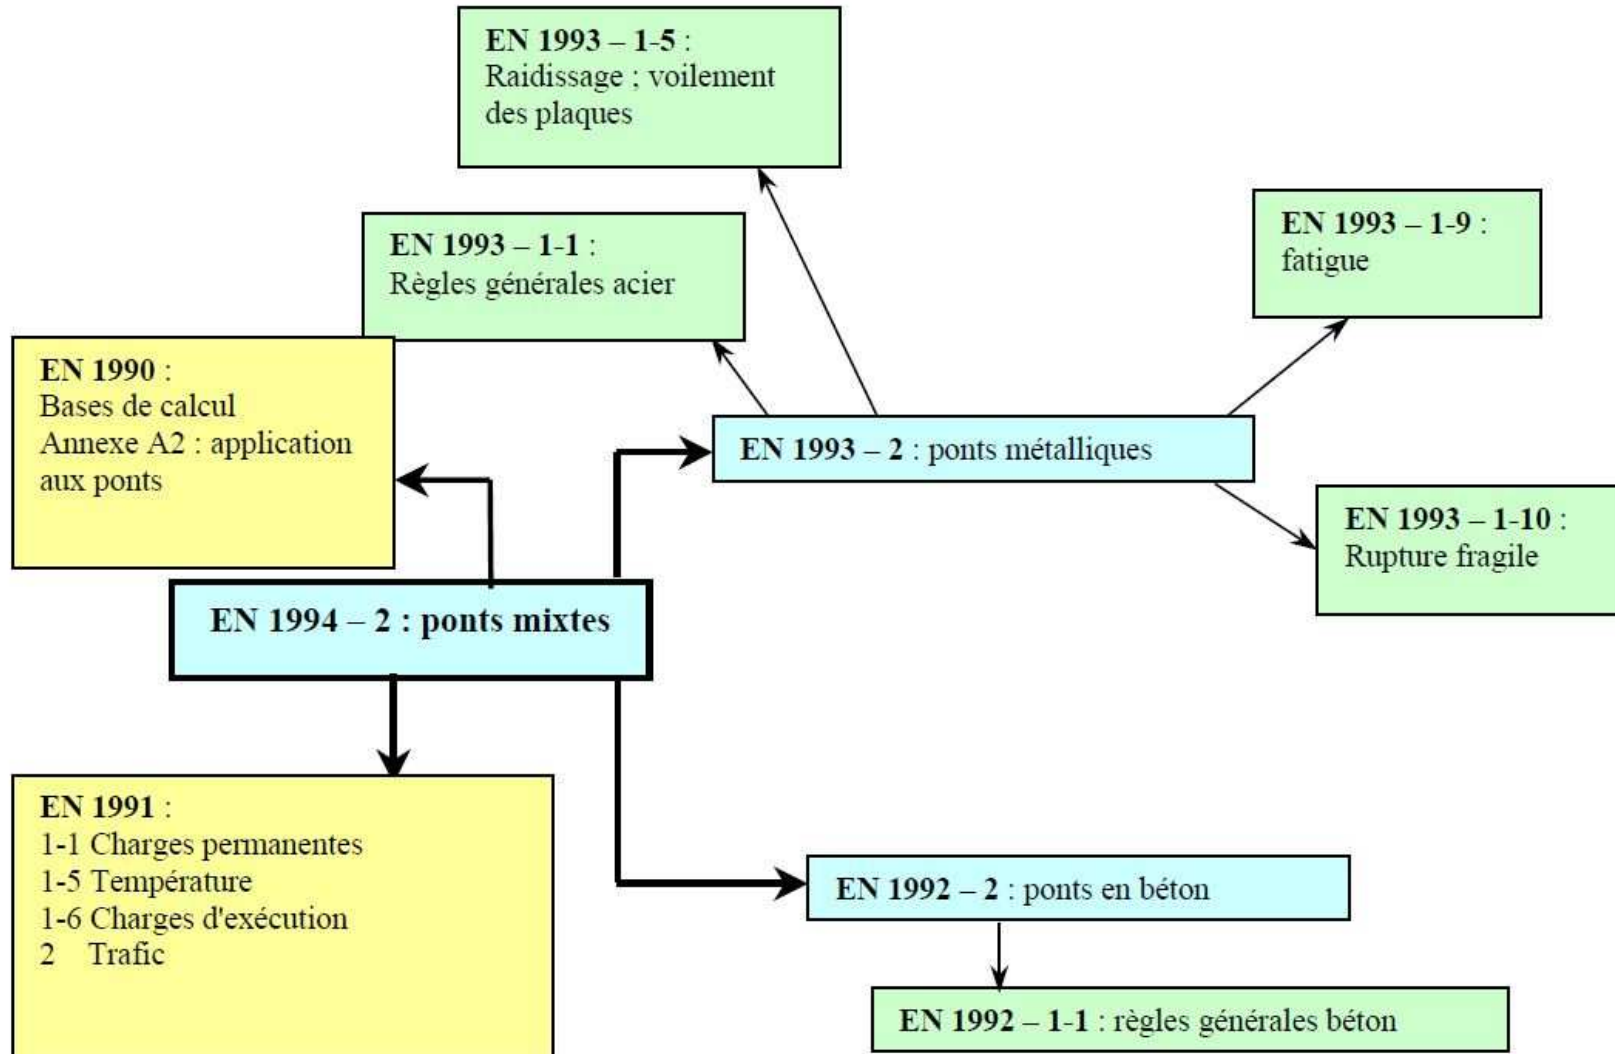 EN 1993 – 1-5 :
Raidissage ; voilement
des plaques
EN 1993 – 1-1 :
Règles générales acier
EN 1993 – 1-9 :
fatigue
EN 1990 :
Bases de calcul
Annexe A2 : application
aux ponts
EN 1993 – 2 : ponts métalliques
EN 1993 – 1-10 :
Rupture fragile
EN 1994 – 2 : ponts mixtes
EN 1991 :
1-1 Charges permanentes
1-5 Température
1-6 Charges d'exécution
2 Trafic
EN 1992 – 2 : ponts en béton
EN 1992 – 1-1 : règles générales béton